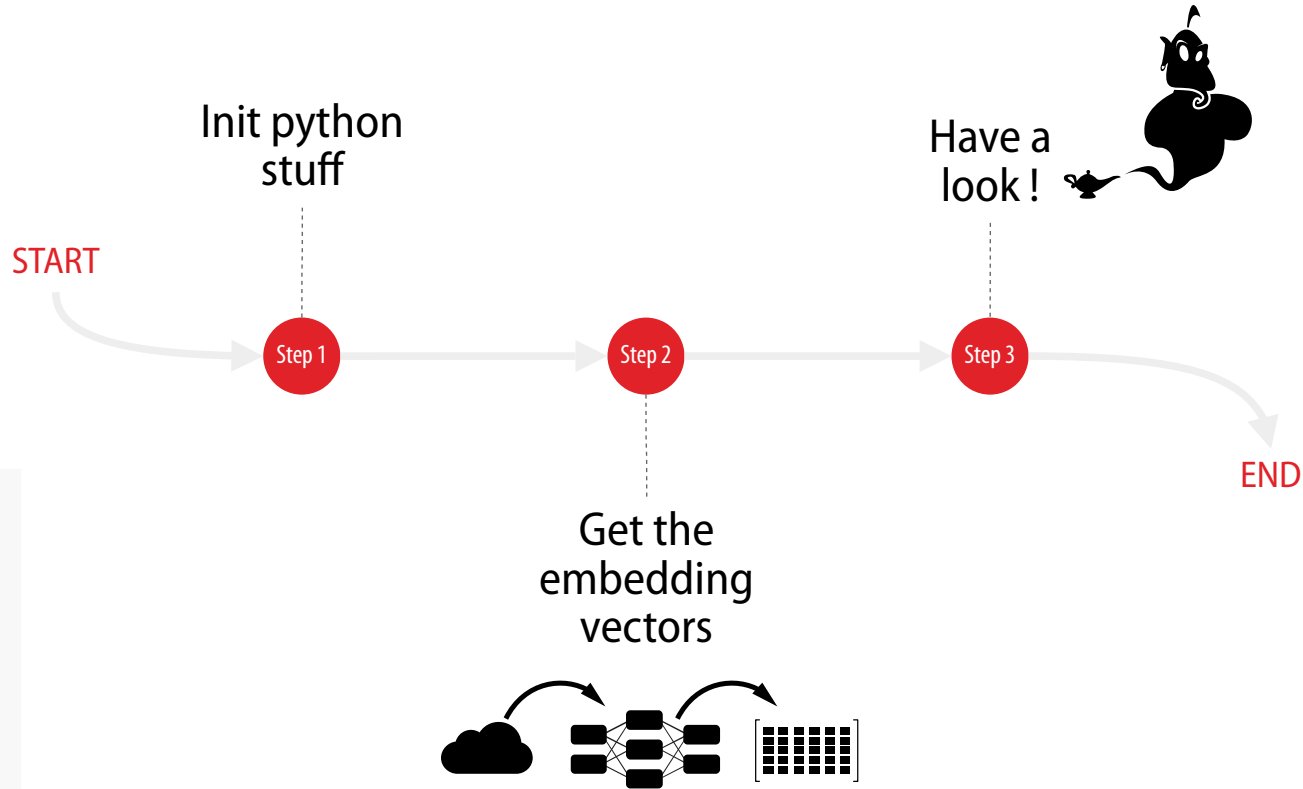 Init python
stuff
Have a
look !
START
Step 1
Step 2
Step 3
END
Get the
embedding
vectors